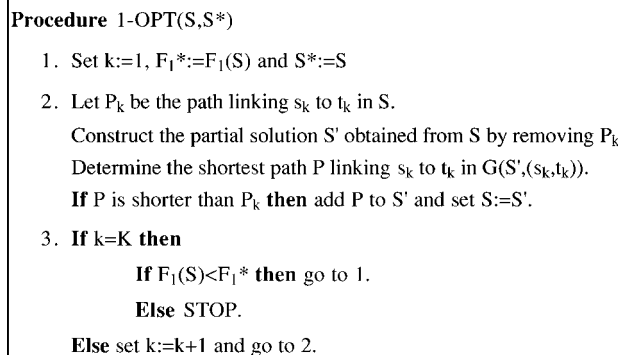 Procedure 1-OPT(S,S*)
1. Set k:=1, F₁*:=F₁(S) and S*:=S
2. Let Pₖ be the path linking sₖ to tₖ in S.
Construct the partial solution S' obtained from S by removing Pₖ
Determine the shortest path P linking sₖ to tₖ in G(S',(sₖ,tₖ)).
If P is shorter than Pₖ then add P to S' and set S:=S'.
3. If k=K then
If F₁(S)<F₁* then go to 1.
Else STOP.
Else set k:=k+1 and go to 2.